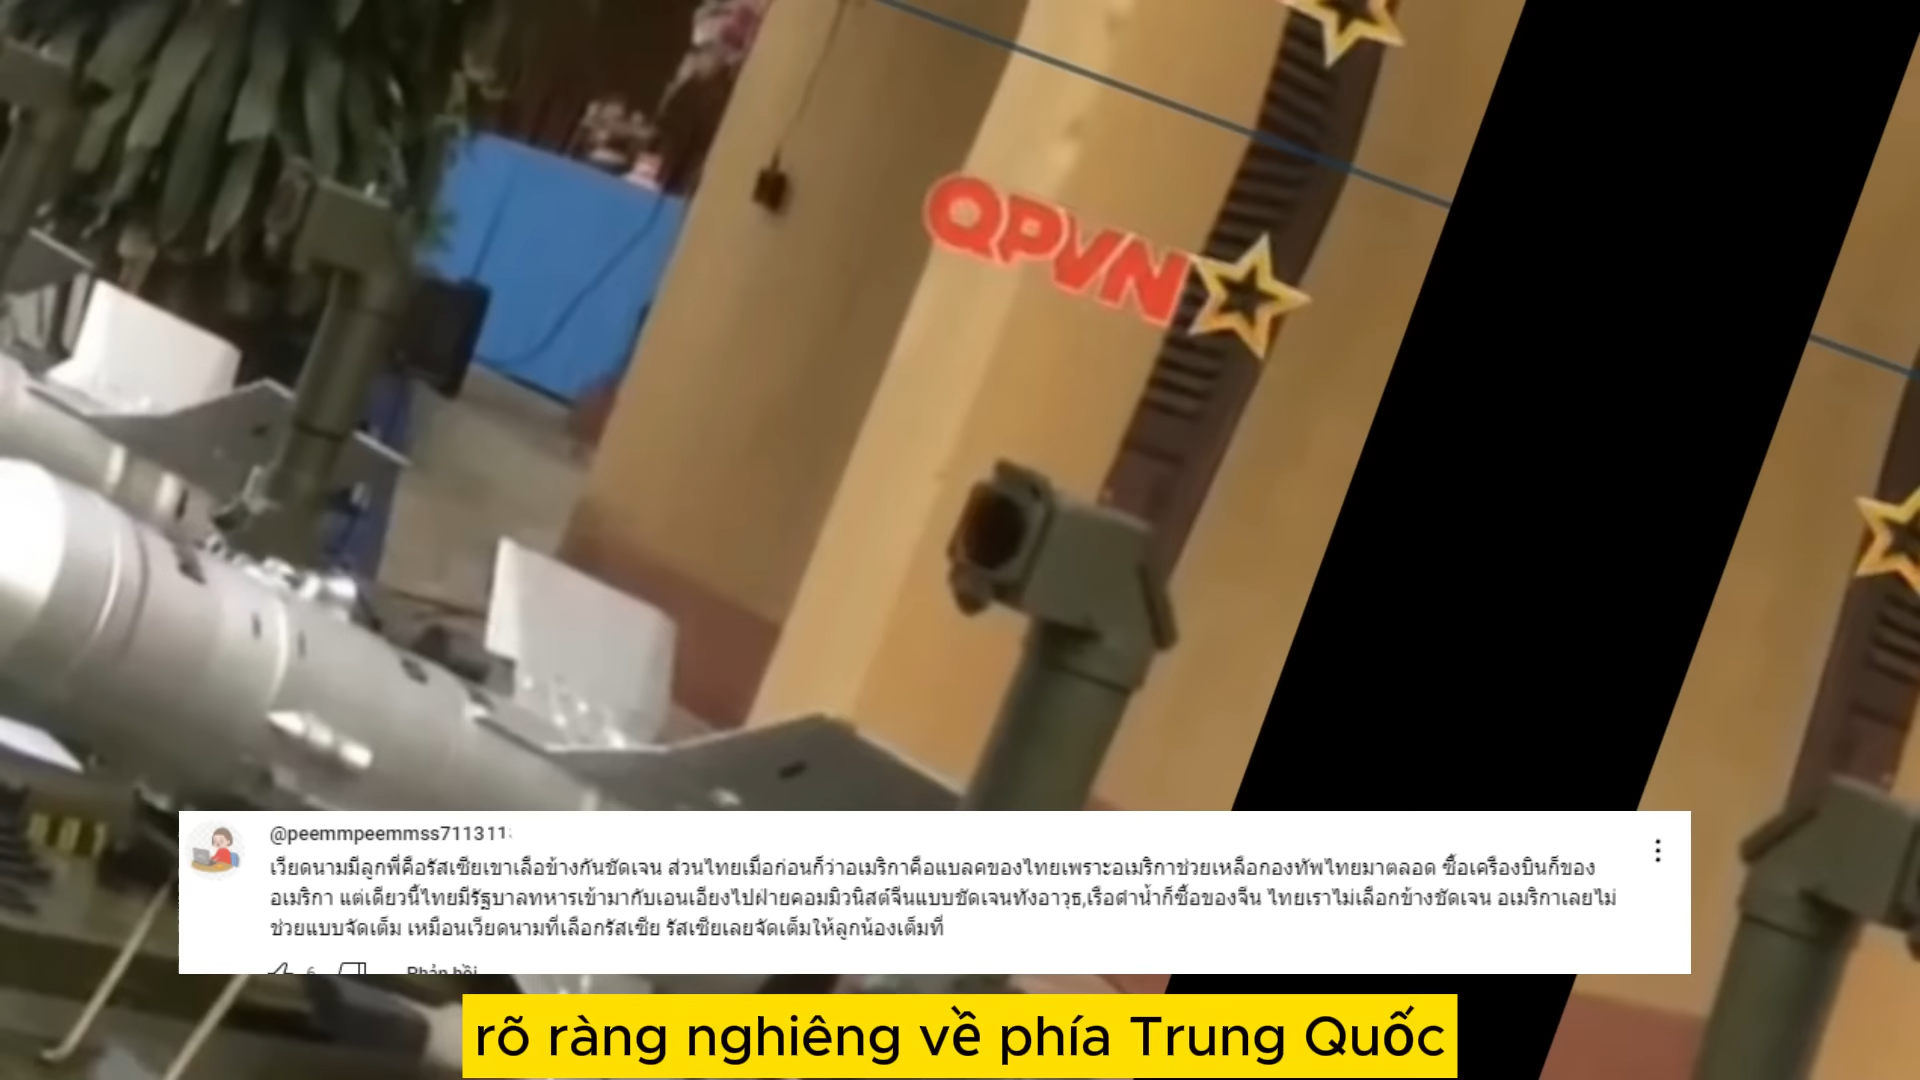 QPVN
@peemmpeemmss711311
เวียดนามมีลูกพี่คือรัสเซียเขาเลือข้างกันชัดเจน ส่วนไทยเมื่อก่อนก็ว่าอเมริกาคือแบลคของไทยเพราะอเมริกาช่วยเหลือกองทัพไทยมาตลอด ซื้อเครื่องบินก็ของ
อเมริกา แต่เดียวนี้ไทยมีรัฐบาลทหารเข้ามากับเอนเอียงไปฝ่ายคอมมิวนิสต์จีนแบบชัดเจนทังอาวุธ,เรือดำน้ำก็ซื้อของจีน ไทยเราไม่เลือกข้างชัดเจน อเมริกาเลยไม่
ช่วยแบบจัดเต็ม เหมือนเวียดนามที่เลือกรัสเซีย รัสเซียเลยจัดเต็มให้ลูกน้องเต็มที่
6 Phản hồi
rõ ràng nghiêng về phía Trung Quốc